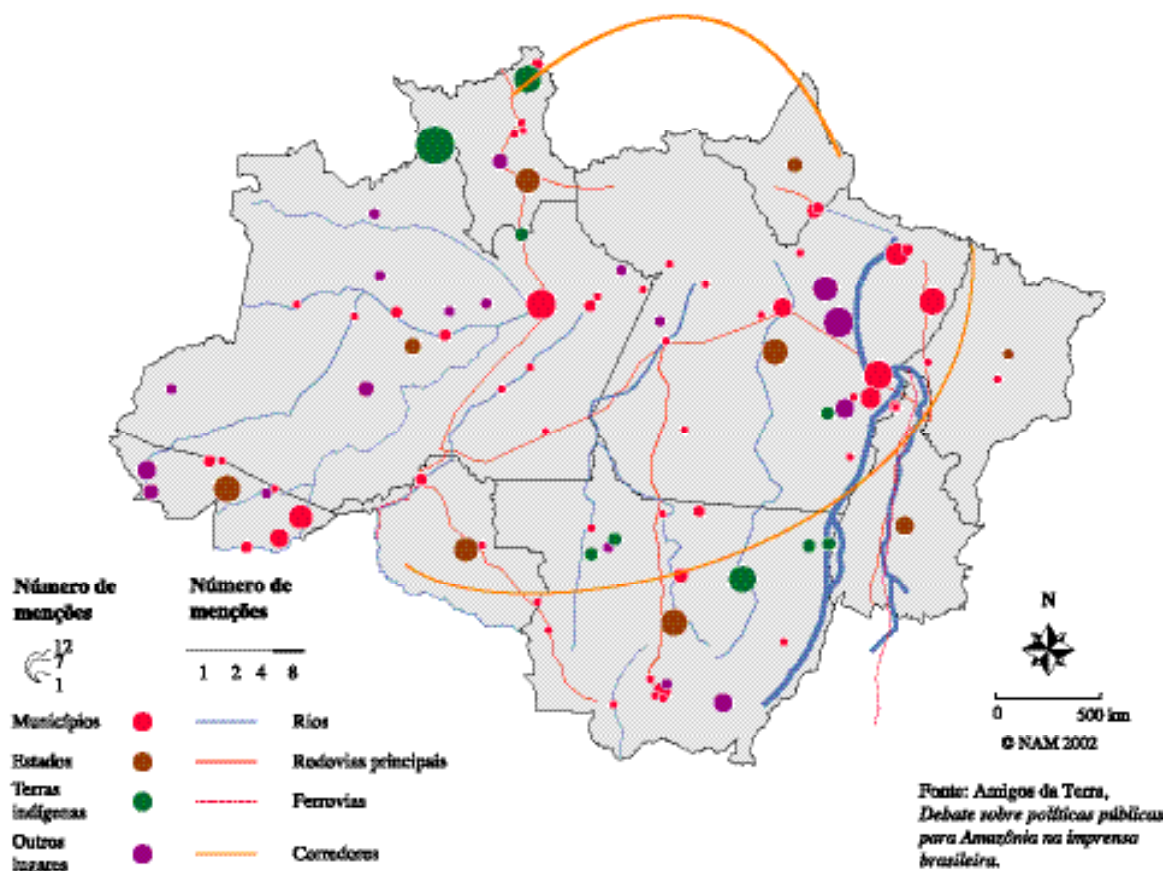 Número de
menções
12
7
1
Número de
menções
1 2 4 8
Municípios
Rios
Estados
Rodovias principais
Terras
indígenas
Ferrovias
Outros
lugares
Corredores
N
0 500 km
© NAM 2002
Fonte: Amigos da Terra,
Debate sobre políticas públicas
para Amazônia na imprensa
brasileira.